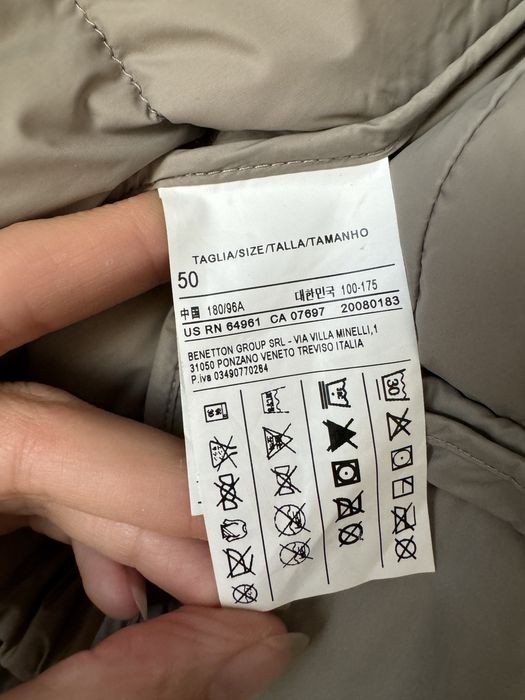 TAGLIA/SIZE/TALLA/TAMANHO
50
中国 180/96A 대한민국 100-175
US RN 64961 CA 07697 20080183
BENETTON GROUP SRL - VIA VILLA MINELLI,1
31050 PONZANO VENETO TREVISO ITALIA
P.iva 03490770264
30